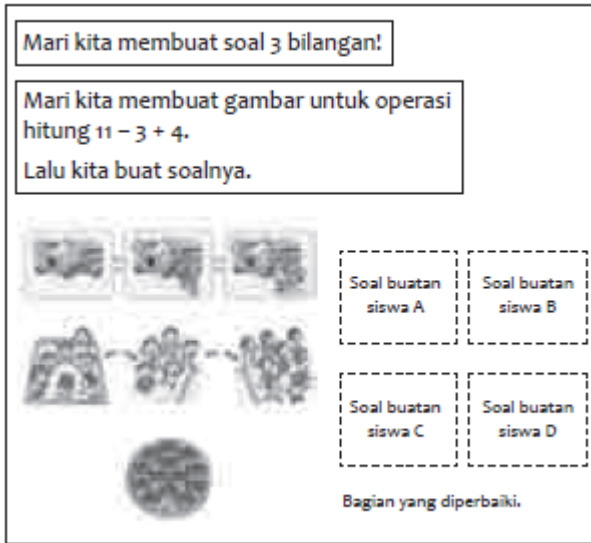 Mari kita membuat soal 3 bilangan!
Mari kita membuat gambar untuk operasi
hitung 11 – 3 + 4.
Lalu kita buat soalnya.
Soal buatan
siswa A
Soal buatan
siswa B
Soal buatan
siswa C
Soal buatan
siswa D
Bagian yang diperbaiki.